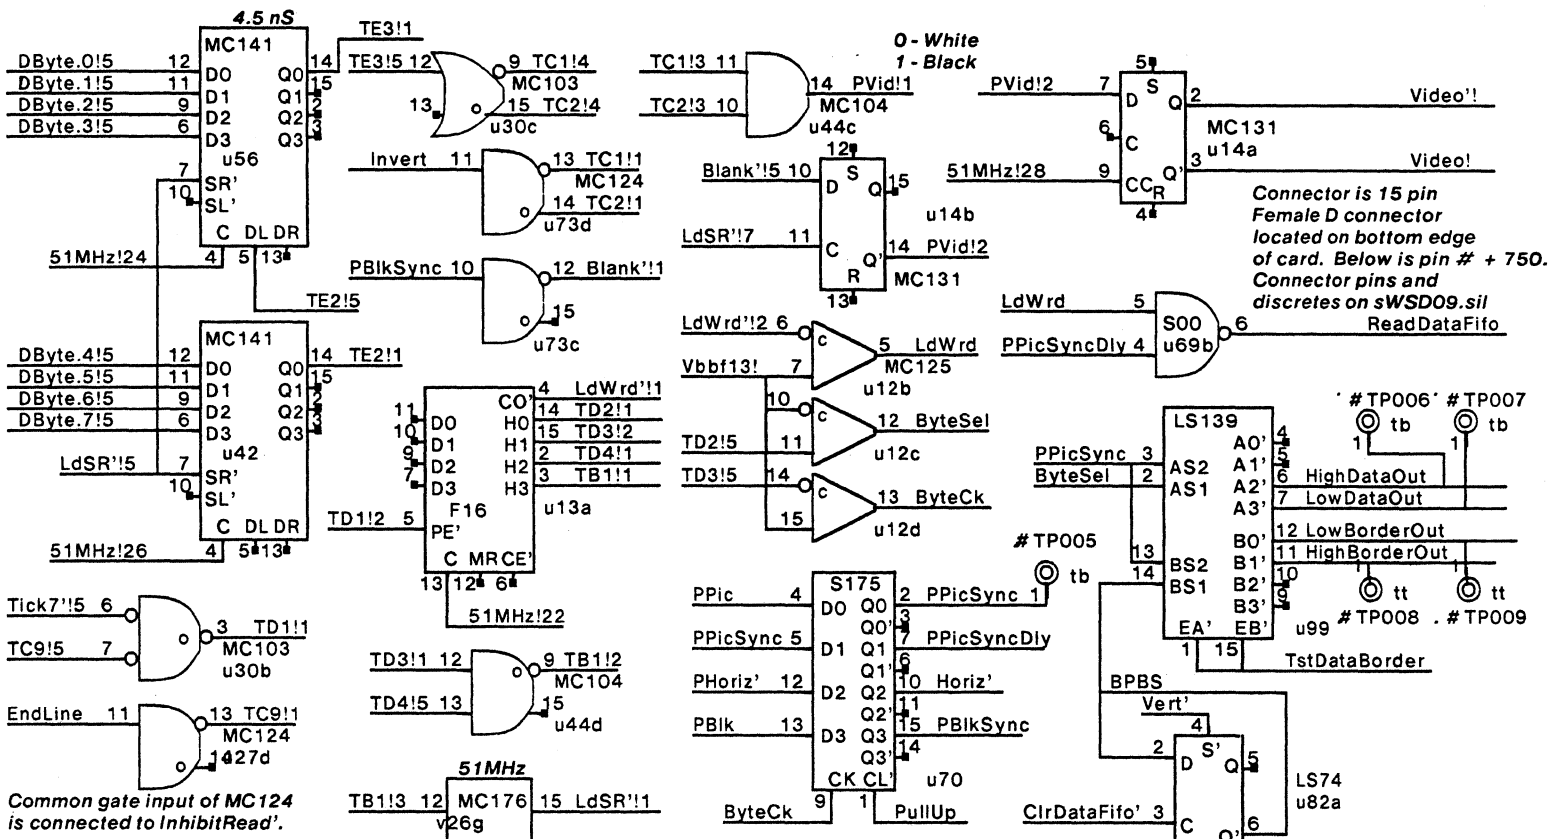 4.5 nS
MC141
DByte.0!5 12 D0 Q0 14 TE3!1
DByte.1!5 11 D1 Q1 15
DByte.2!5 9 D2 Q2 2
DByte.3!5 6 D3 Q3 3
u56
7 SR'
10 SL'
C DL DR
51MHz!24 4 5 13
TE2!5
MC141
DByte.4!5 12 D0 Q0 14 TE2!1
DByte.5!5 11 D1 Q1 15
DByte.6!5 9 D2 Q2 2
DByte.7!5 6 D3 Q3 3
u42
LdSR'!5 7 SR'
10 SL'
C DL DR
51MHz!26 4 5 13
Tick7'!5 6
3 TD1!1
TC9!5 7
MC103
u30b
EndLine 11 13 TC9!1
MC124
14 u27d
Common gate input of MC124
is connected to InhibitRead'.
TE3!5 12 9 TC1!4
MC103
13 15 TC2!4
u30c
Invert 11 13 TC1!1
MC124
14 TC2!1
u73d
PBlkSync 10 12 Blank'!1
15
u73c
4 LdWrd'!1
CO'
11 D0 H0 14 TD2!1
10 D1 H1 15 TD3!2
9 D2 H2 2 TD4!1
7 D3 H3 3 TB1!1
F16 u13a
TD1!2 5 PE'
C MR CE'
13 12 6
51MHz!22
TD3!1 12 9 TB1!2
MC104
TD4!5 13 15
u44d
51MHz
TB1!3 12 MC176 15 LdSR'!1
v26g
0 - White
1 - Black
TC1!3 11
14 PVid!1
TC2!3 10 MC104
u44c
12
Blank'!5 10 D S Q 15
u14b
LdSR'!7 11 C Q' 14 PVid!2
R MC131
13
LdWrd'!2 6 c
5 LdWrd
Vbbf13! 7 MC125
u12b
10 c
12 ByteSel
TD2!5 11 u12c
TD3!5 14 c
13 ByteCk
15 u12d
S175
PPic 4 D0 Q0 2 PPicSync 1
#TP005
tb
Q0' 3
PPicSync 5 D1 Q1 7 PPicSyncDly
Q1' 6
PHoriz' 12 D2 Q2 10 Horiz'
Q2' 11
PBlk 13 D3 Q3 15 PBlkSync
Q3' 14
CK CL' u70
ByteCk 9 1 PullUp
5
PVid!2 7 D S Q 2 Video'!
6 C MC131
u14a
51MHz!28 9 CC R Q' 3 Video!
4
Connector is 15 pin
Female D connector
located on bottom edge
of card. Below is pin # + 750.
Connector pins and
discretes on sWSD09.sil
LdWrd 5
S00 6 ReadDataFifo
PPicSyncDly 4 u69b
#TP006 #TP007
tb tb
1 1
LS139
A0' 4
PPicSync 3 AS2 A1' 5
ByteSel 2 AS1 A2' 6 HighDataOut
A3' 7 LowDataOut
B0' 12 LowBorderOut
13 BS2 B1' 11 HighBorderOut
14 BS1 B2' 10
B3' 9
1 1
tt tt
EA' EB' u99 #TP008 #TP009
1 15
TstDataBorder
BPBS
Vert'
4
2 D S' Q 5
LS74
u82a
ClrDataFifo' 3 C Q' 6